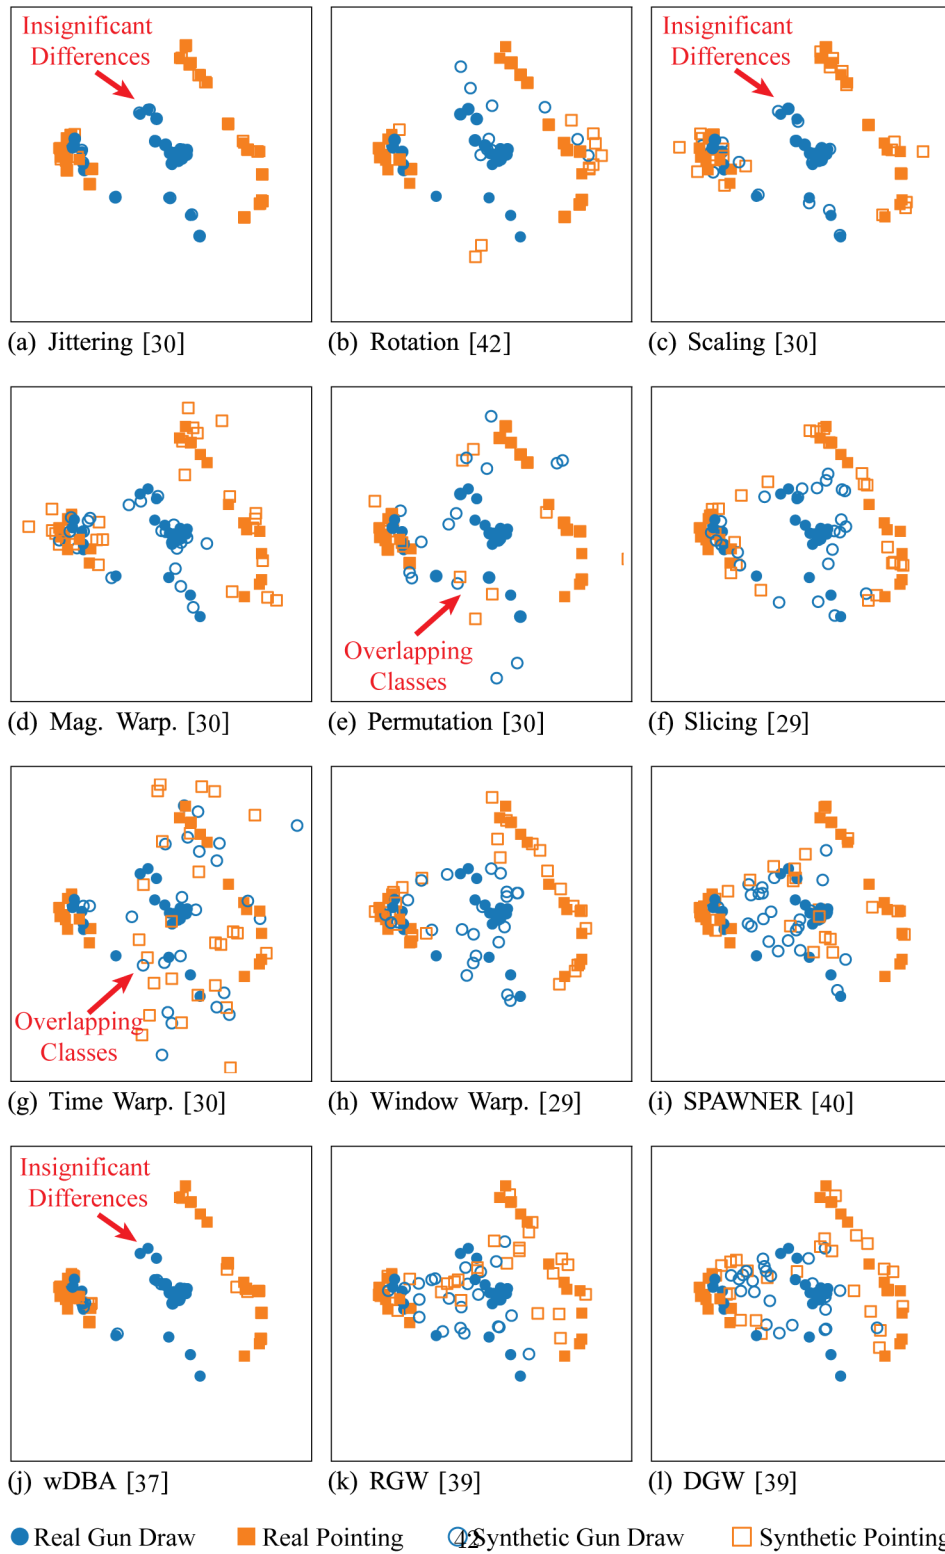 Insignificant
Differences
Insignificant
Differences
(a) Jittering [30]
(b) Rotation [42]
(c) Scaling [30]
Overlapping
Classes
(d) Mag. Warp. [30]
(e) Permutation [30]
(f) Slicing [29]
Overlapping
Classes
(g) Time Warp. [30]
(h) Window Warp. [29]
(i) SPAWNER [40]
Insignificant
Differences
(j) wDBA [37]
(k) RGW [39]
(l) DGW [39]
Real Gun Draw Real Pointing Synthetic Gun Draw Synthetic Pointing
42